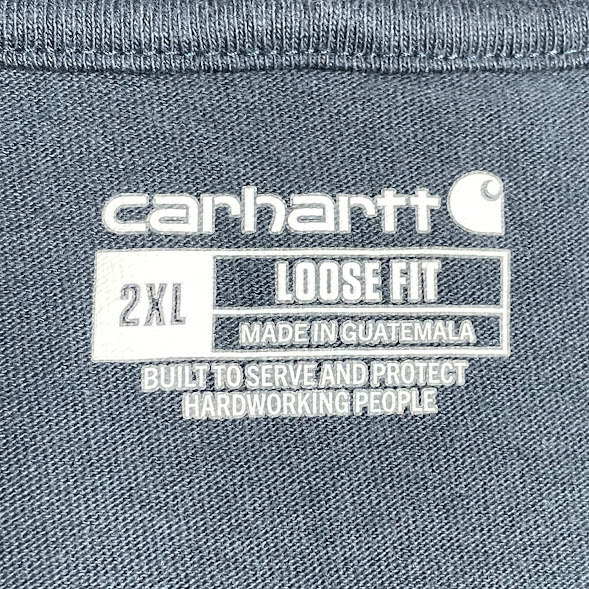 carhartt
2XL
LOOSE FIT
MADE IN GUATEMALA
BUILT TO SERVE AND PROTECT
HARDWORKING PEOPLE